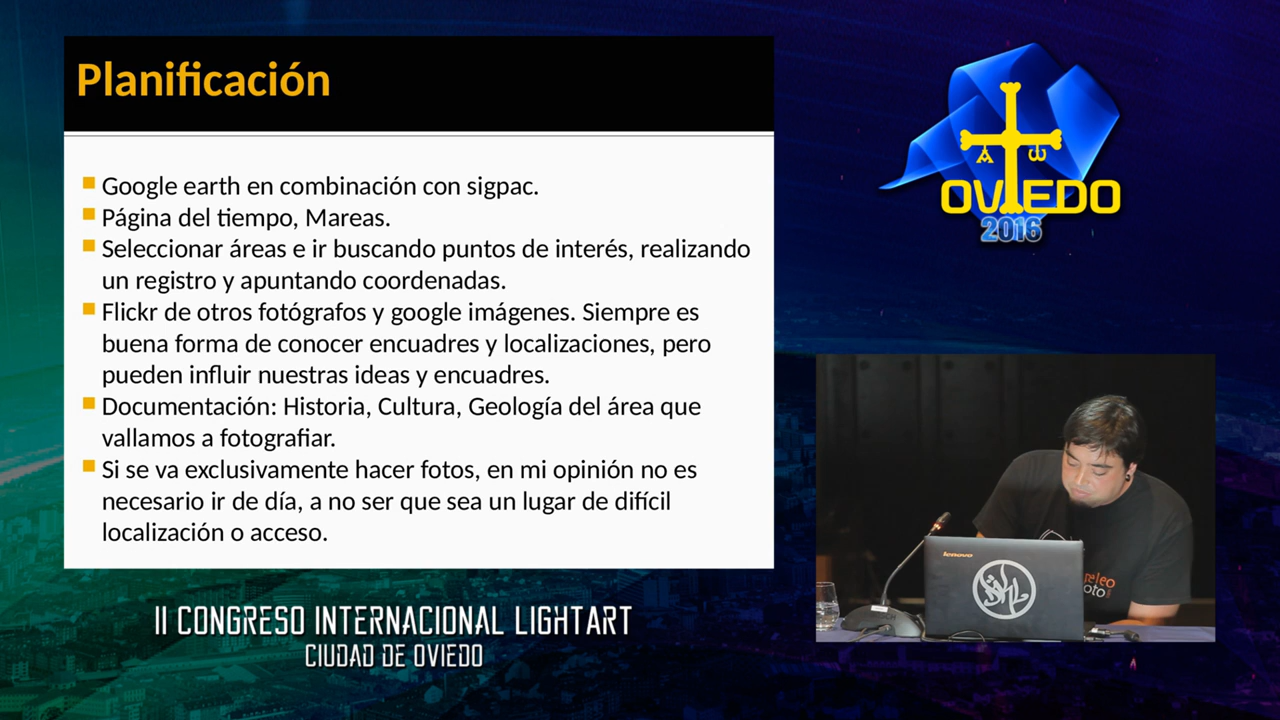 Planificación
Google earth en combinación con sigpac.
Página del tiempo, Mareas.
Seleccionar áreas e ir buscando puntos de interés, realizando
un registro y apuntando coordenadas.
Flickr de otros fotógrafos y google imágenes. Siempre es
buena forma de conocer encuadres y localizaciones, pero
pueden influir nuestras ideas y encuadres.
Documentación: Historia, Cultura, Geología del área que
vallamos a fotografiar.
Si se va exclusivamente hacer fotos, en mi opinión no es
necesario ir de día, a no ser que sea un lugar de difícil
localización o acceso.
OVIEDO
2016
lenovo
II CONGRESO INTERNACIONAL LIGHTART
CIUDAD DE OVIEDO